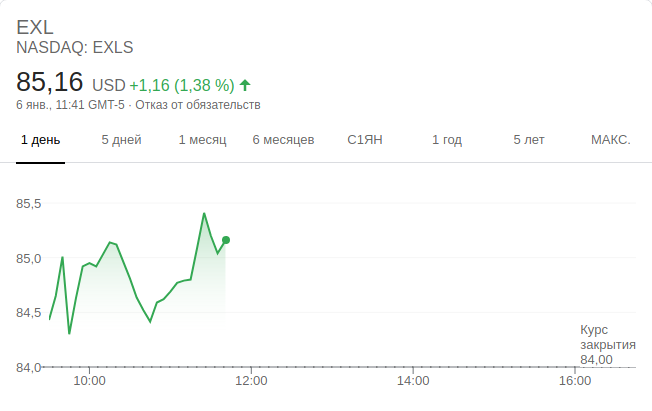 EXL
NASDAQ: EXLS
85,16 USD +1,16 (1,38 %)
6 янв., 11:41 GMT-5 · Отказ от обязательств
1 день 5 дней 1 месяц 6 месяцев С1ЯН 1 год 5 лет МАКС.
85,5
85,0
84,5
Курс
закрытия
84,00
84,0
10:00 12:00 14:00 16:00